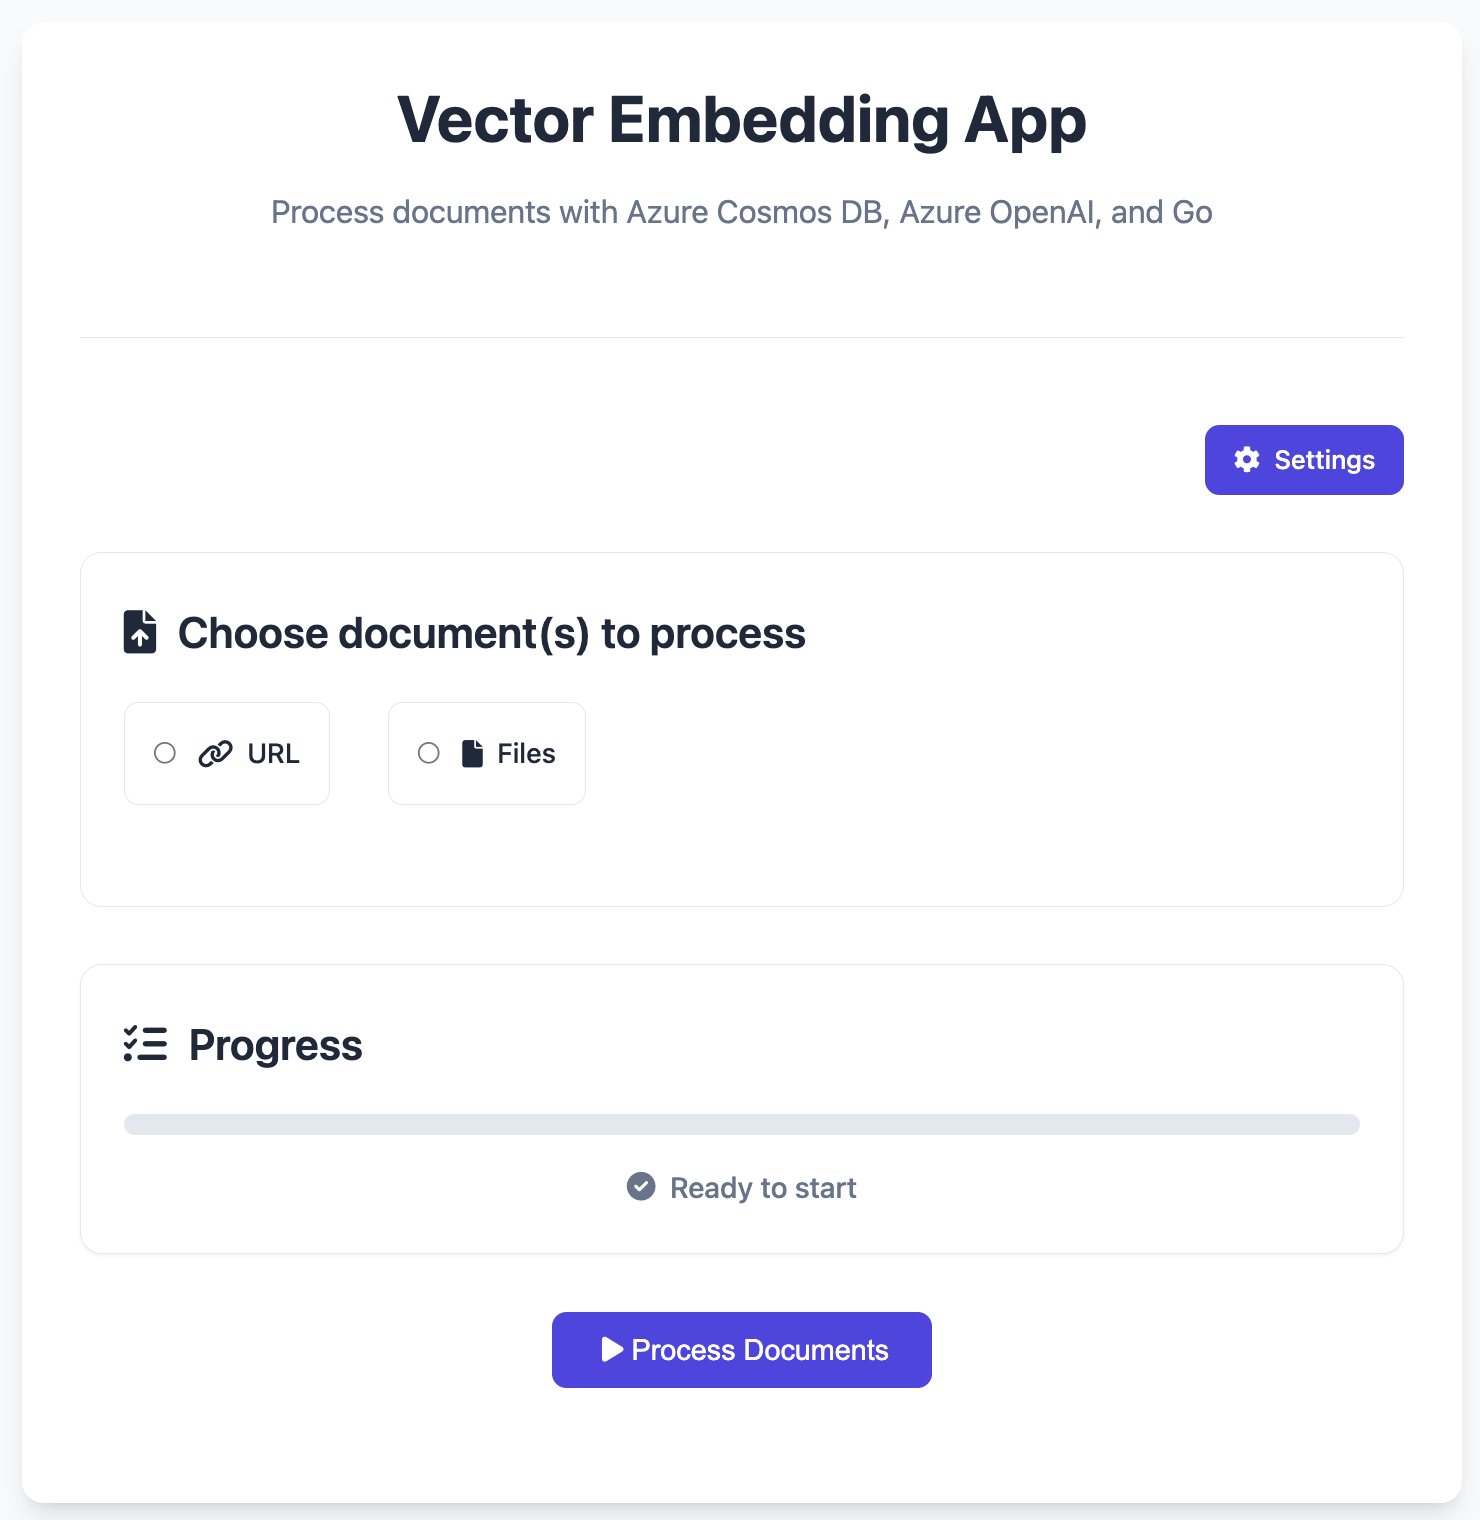 Vector Embedding App
Process documents with Azure Cosmos DB, Azure OpenAI, and Go
Settings
Choose document(s) to process
URL
Files
Progress
Ready to start
Process Documents